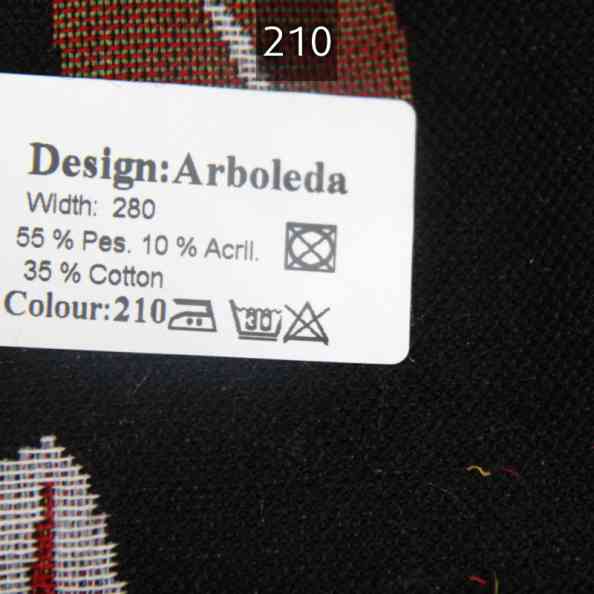 210
Design:Arboleda
Width: 280
55 % Pes. 10 % Acril.
35 % Cotton
Colour:210
30